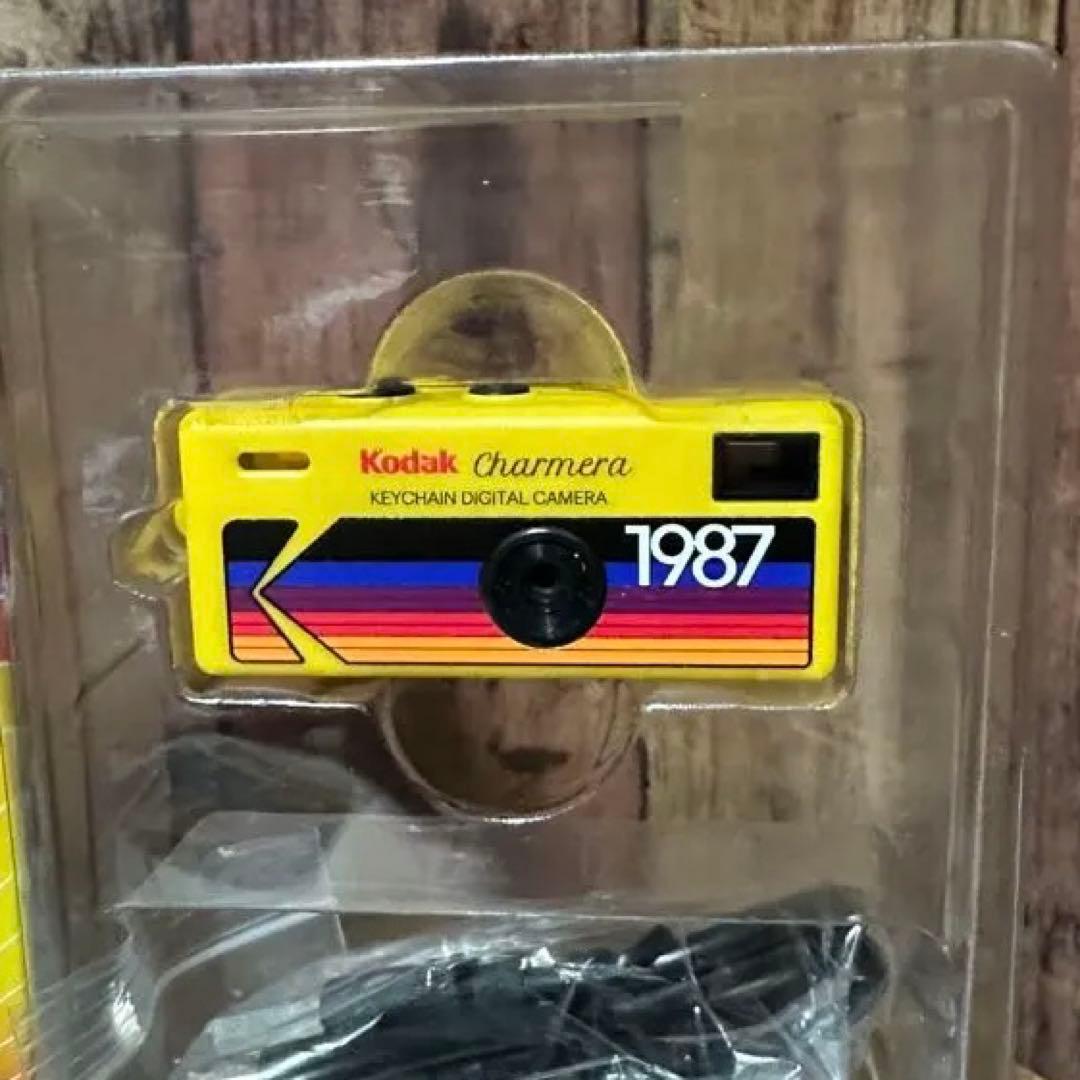 Kodak Charmera
KEYCHAIN DIGITAL CAMERA
1987